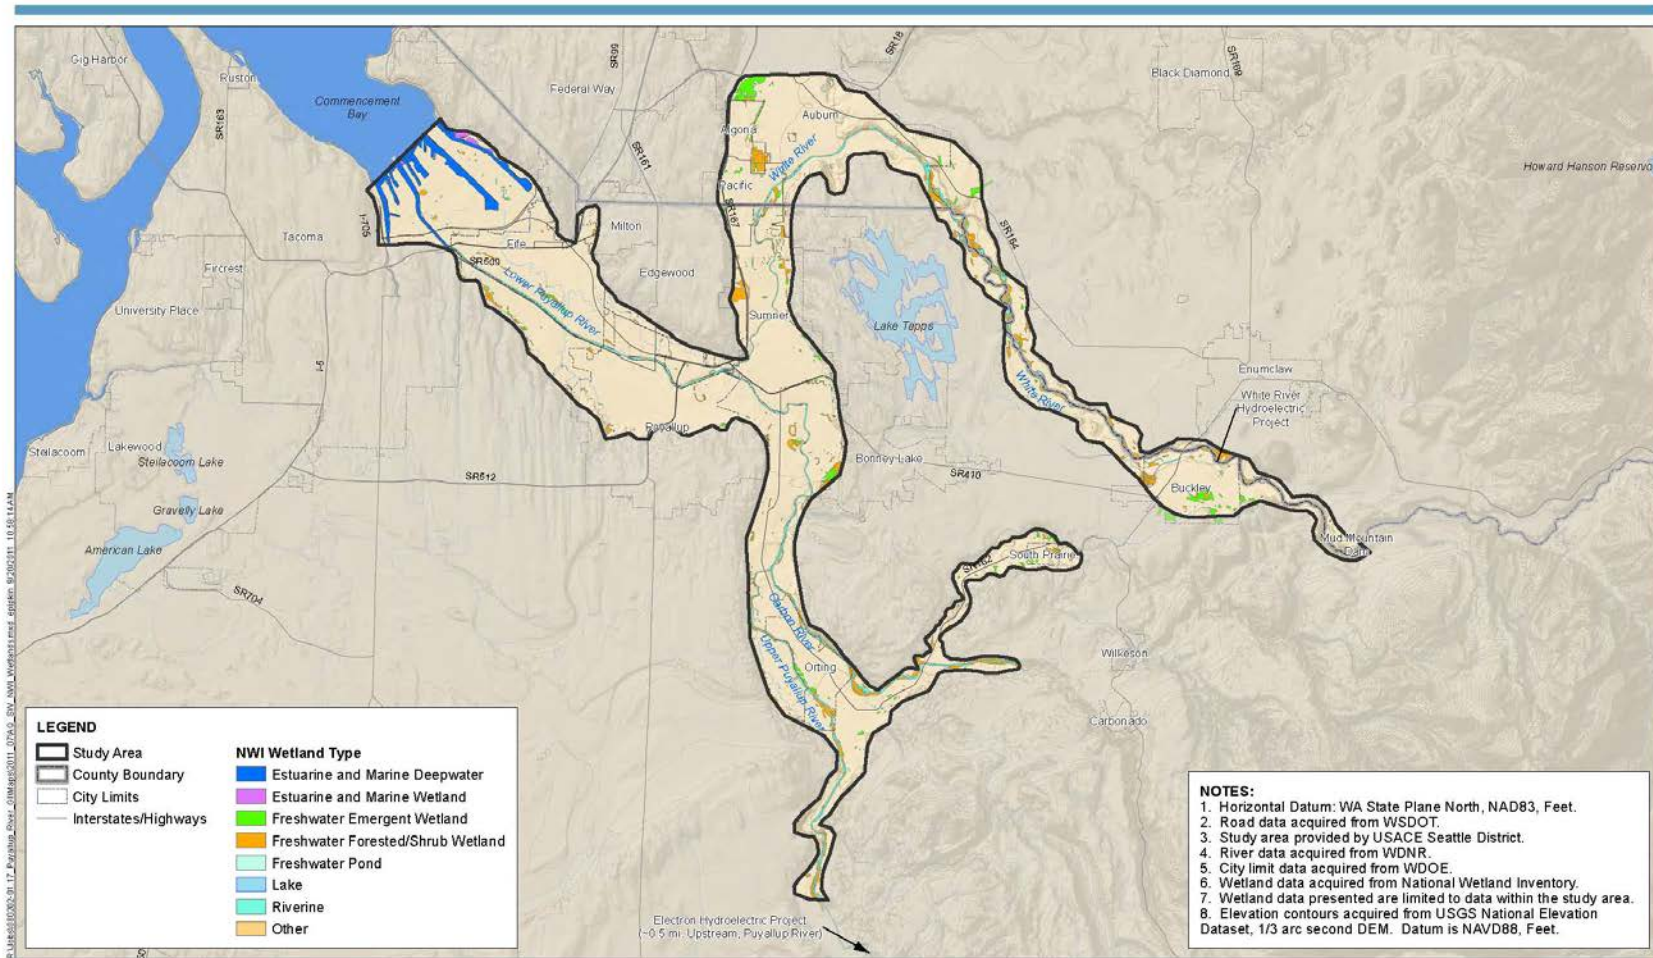 Gig Harbor
Ruston
Commencement
Bay
SR163
Federal Way
SR99
SR161
SR18
Black Diamond
SR169
Howard Hanson Reservo
Algona
Auburn
White River
Pacific
SR167
SR164
I-705
Tacoma
Fife
Milton
SR509
Edgewood
Lower Puyallup River
Fircrest
University Place
I-5
Sumner
Lake Tapps
White River
Enumclaw
White River
Hydroelectric
Project
Puyallup
Steilacoom
Lakewood
Steilacoom Lake
SR512
Bonney Lake
SR410
Buckley
Gravelly Lake
American Lake
Mud Mountain
Dam
South Prairie
SR162
SR704
Carbon River
Upper Puyallup River
Orting
Wilkeson
Carbonado
Electron Hydroelectric Project
(~0.5 mi. Upstream, Puyallup River)
LEGEND
Study Area
County Boundary
City Limits
Interstates/Highways
NWI Wetland Type
Estuarine and Marine Deepwater
Estuarine and Marine Wetland
Freshwater Emergent Wetland
Freshwater Forested/Shrub Wetland
Freshwater Pond
Lake
Riverine
Other
NOTES:
1. Horizontal Datum: WA State Plane North, NAD83, Feet.
2. Road data acquired from WSDOT.
3. Study area provided by USACE Seattle District.
4. River data acquired from WDNR.
5. City limit data acquired from WDOE.
6. Wetland data acquired from National Wetland Inventory.
7. Wetland data presented are limited to data within the study area.
8. Elevation contours acquired from USGS National Elevation
Dataset, 1/3 arc second DEM. Datum is NAVD88, Feet.